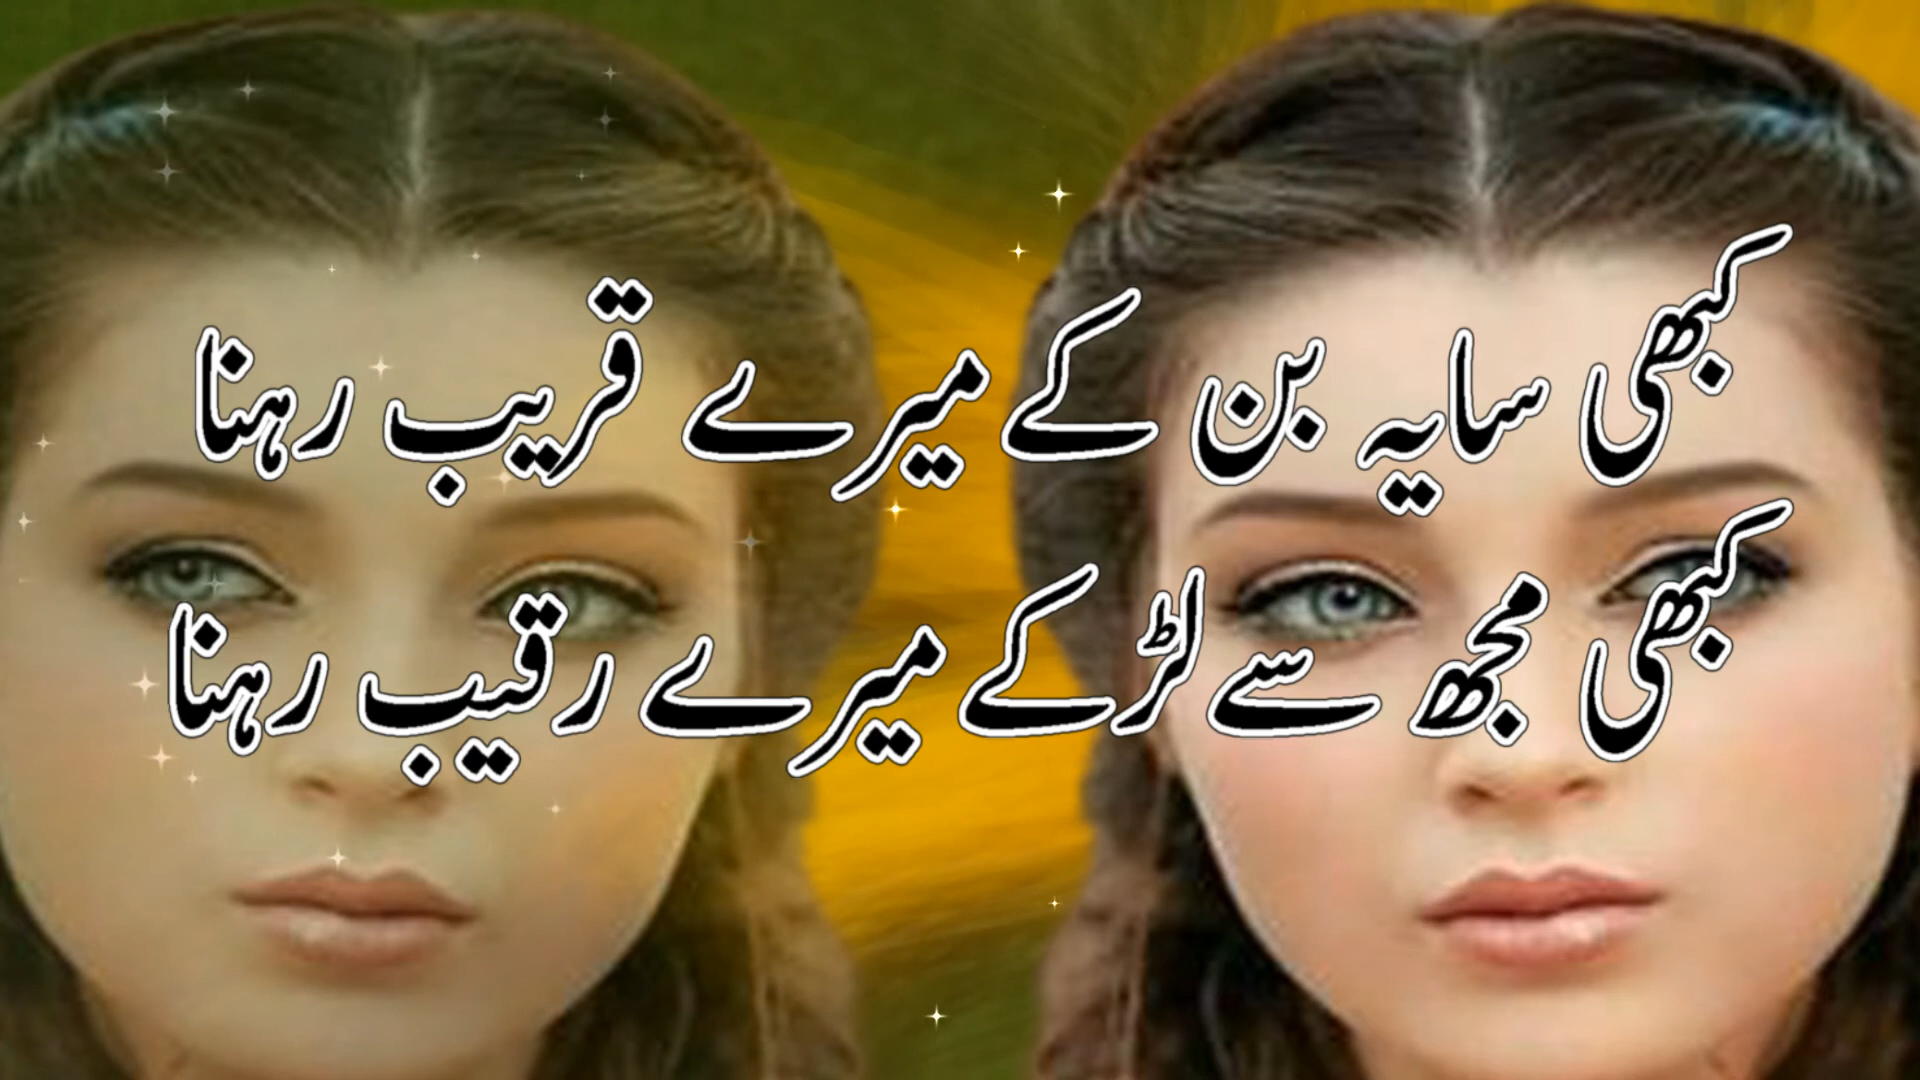 کبھی سایہ بن کے میرے قریب رہنا
کبھی مجھ سے لڑ کے میرے رقیب رہنا